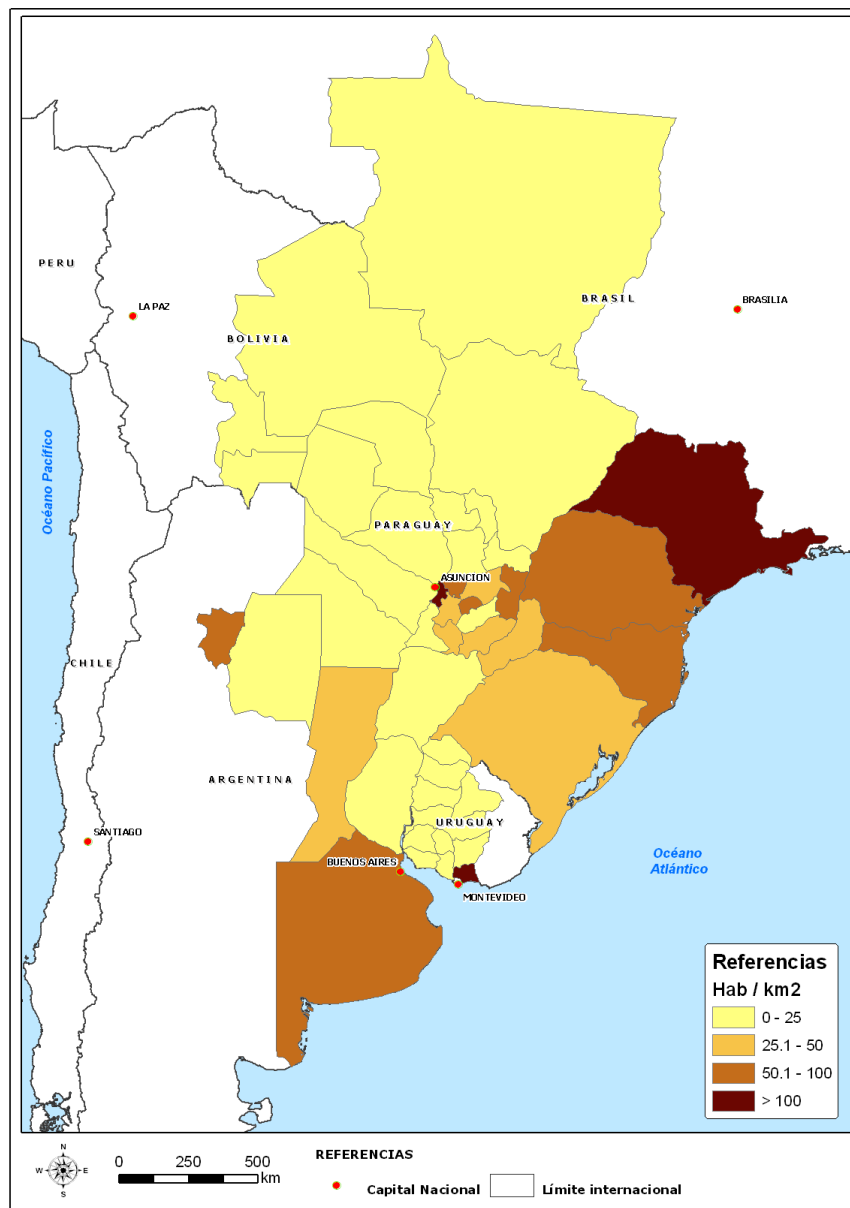 PERU
LA PAZ
BOLIVIA
BRASIL
BRASILIA
Océano Pacífico
PARAGUAY
ASUNCION
CHILE
ARGENTINA
URUGUAY
SANTIAGO
BUENOS AIRES
MONTEVIDEO
Océano
Atlántico
Referencias
Hab / km2
0 - 25
25.1 - 50
50.1 - 100
> 100
N
W
E
S
0 250 500
km
REFERENCIAS
Capital Nacional
Límite internacional